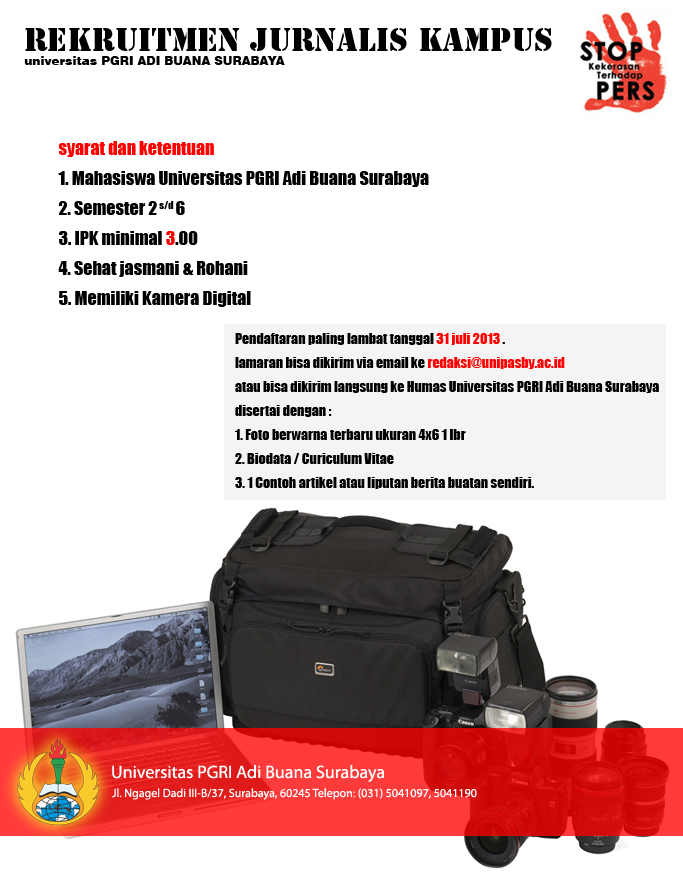 REKRUITMEN JURNALIS KAMPUS
universitas PGRI ADI BUANA SURABAYA
STOP
Kekerasan
Terhadap
PERS
syarat dan ketentuan
1. Mahasiswa Universitas PGRI Adi Buana Surabaya
2. Semester 2 s/d 6
3. IPK minimal 3.00
4. Sehat jasmani & Rohani
5. Memiliki Kamera Digital
Pendaftaran paling lambat tanggal 31 juli 2013 .
lamaran bisa dikirim via email ke redaksi@unipasby.ac.id
atau bisa dikirim langsung ke Humas Universitas PGRI Adi Buana Surabaya
disertai dengan :
1. Foto berwarna terbaru ukuran 4x6 1 lbr
2. Biodata / Curiculum Vitae
3. 1 Contoh artikel atau liputan berita buatan sendiri.
Canon
Universitas PGRI Adi Buana Surabaya
Jl. Ngagel Dadi III-B/37, Surabaya, 60245 Telepon: (031) 5041097, 5041190